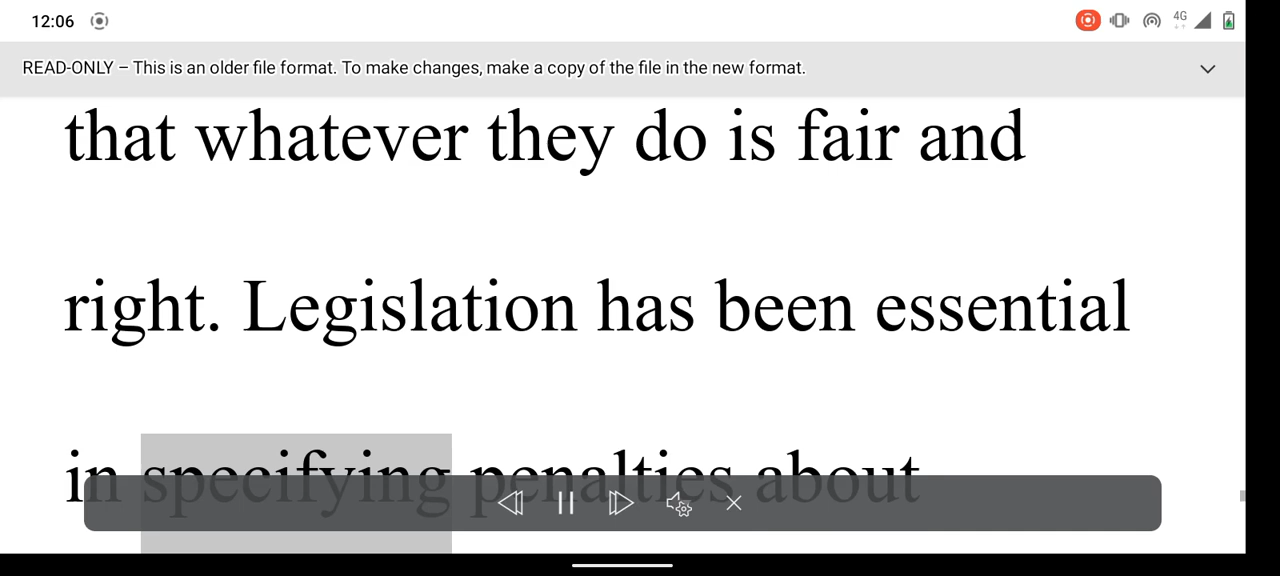 12:06
4G
READ-ONLY – This is an older file format. To make changes, make a copy of the file in the new format.
that whatever they do is fair and
right. Legislation has been essential
in specifying penalties about